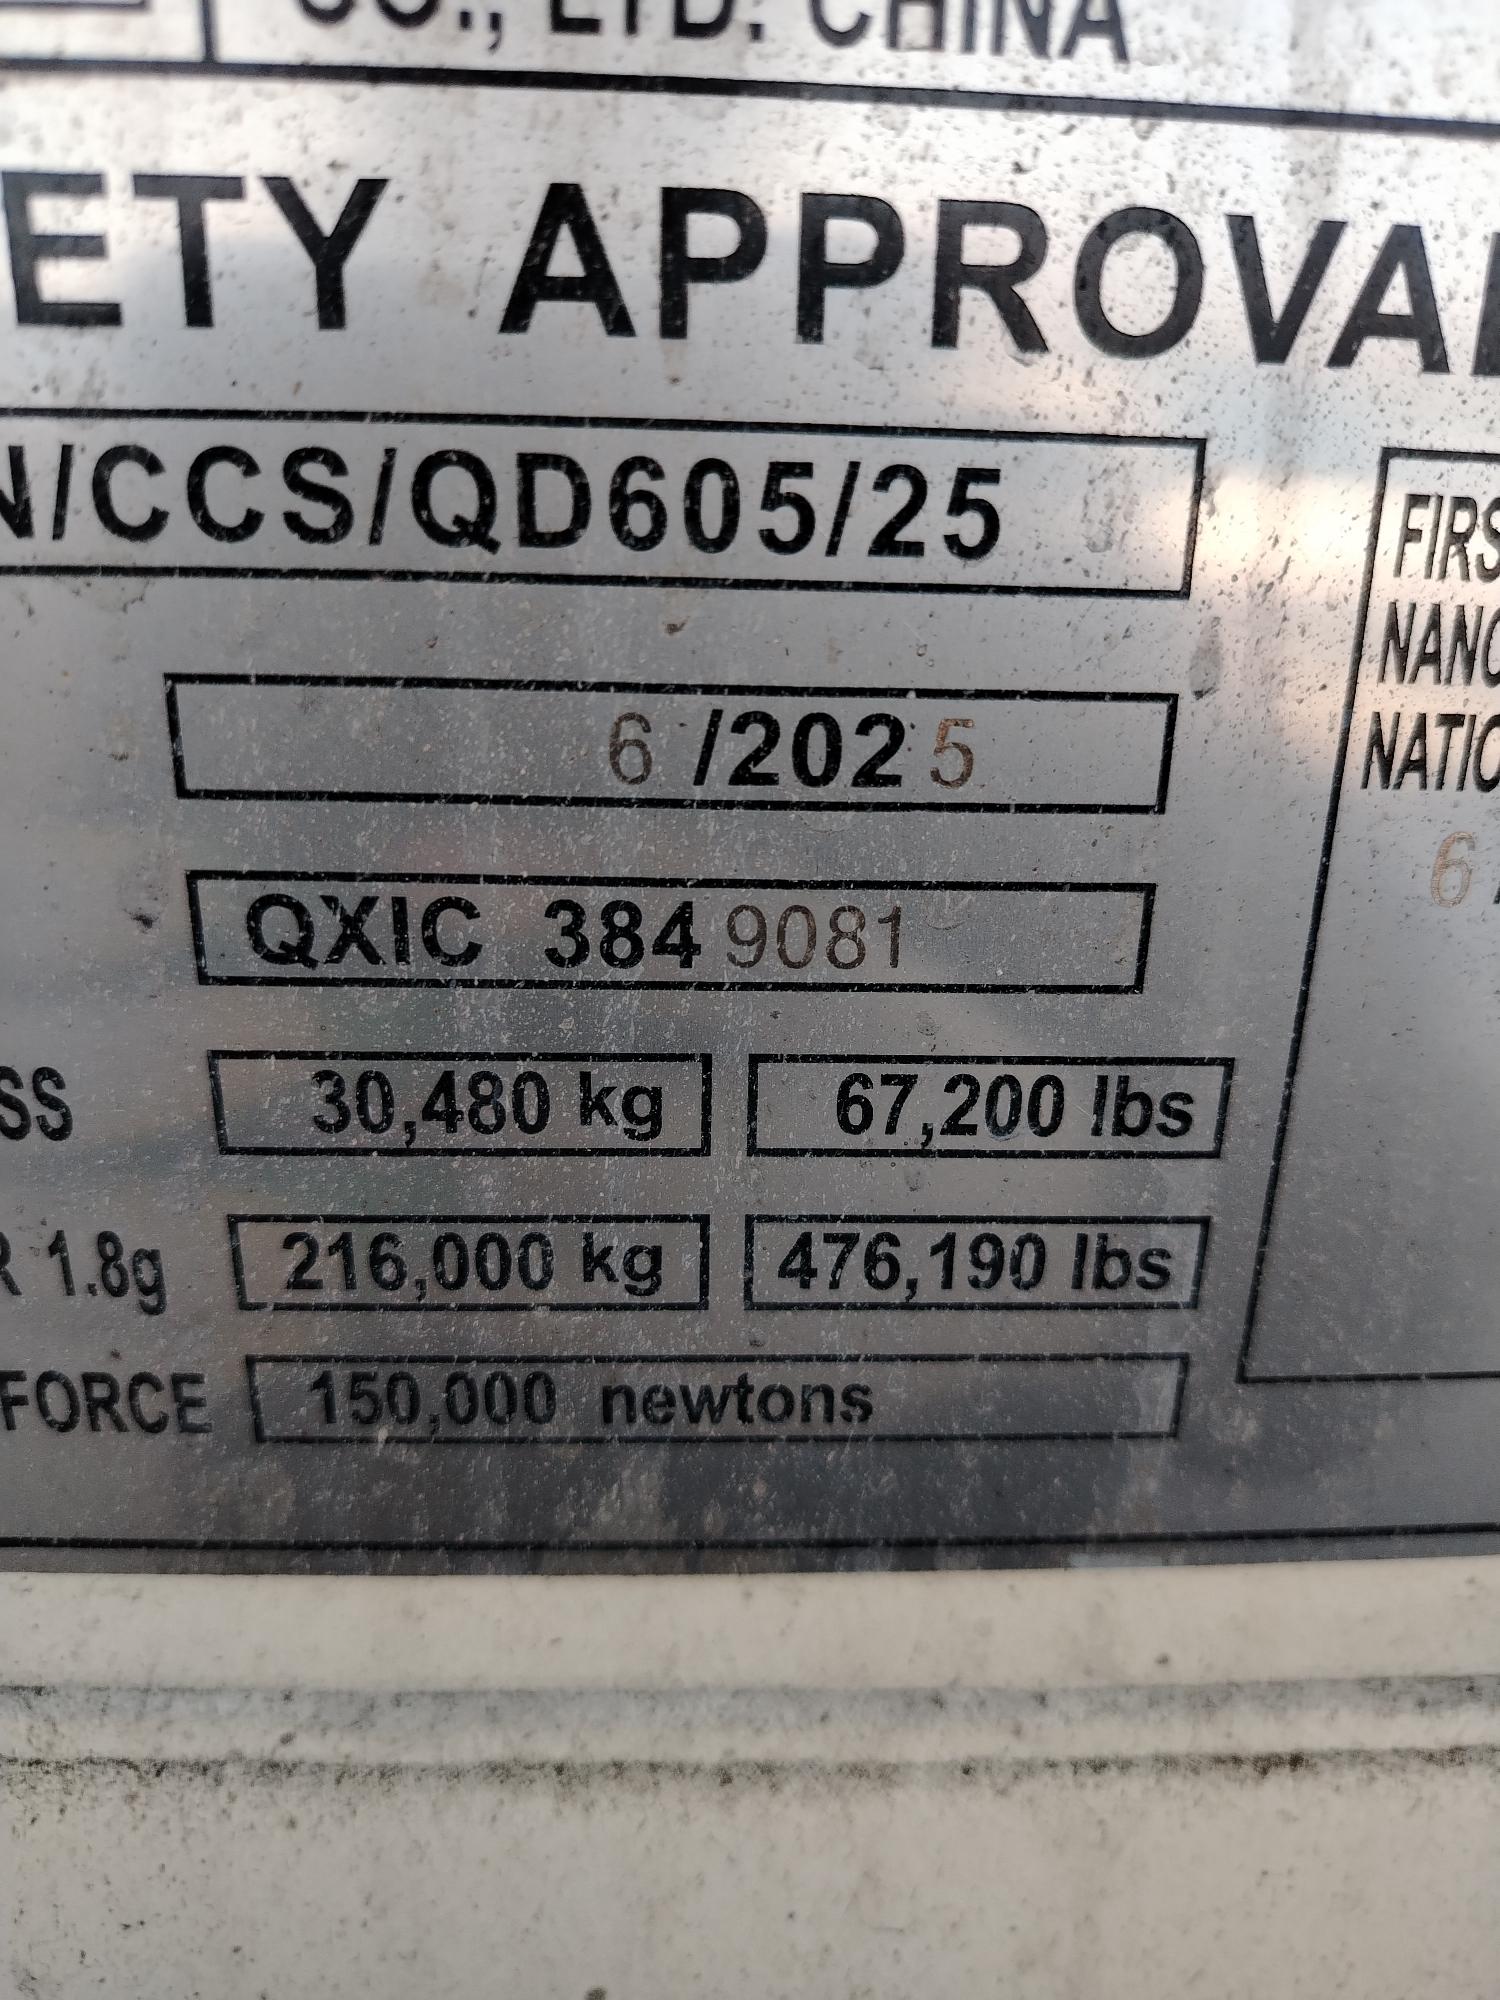 CO., LTD. CHINA
ETY APPROVAL
N/CCS/QD605/25
FIRS
NANC
NATIO
6
6 /2025
QXIC 3849081
SS 30,480 kg 67,200 lbs
R 1.8g 216,000 kg 476,190 lbs
FORCE 150,000 newtons